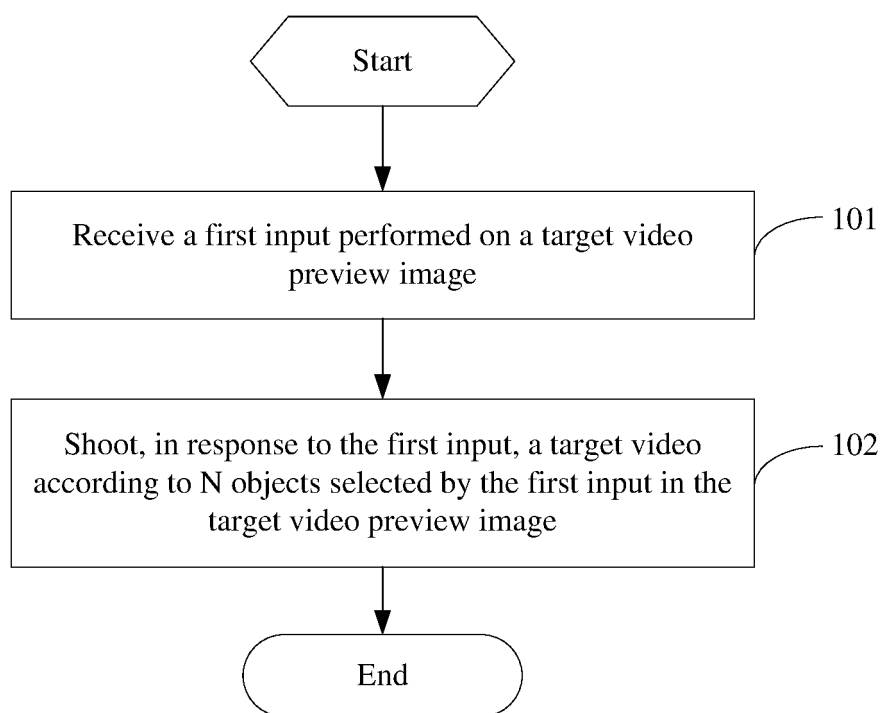 Start
Receive a first input performed on a target video
preview image
101
Shoot, in response to the first input, a target video
according to N objects selected by the first input in the
target video preview image
102
End